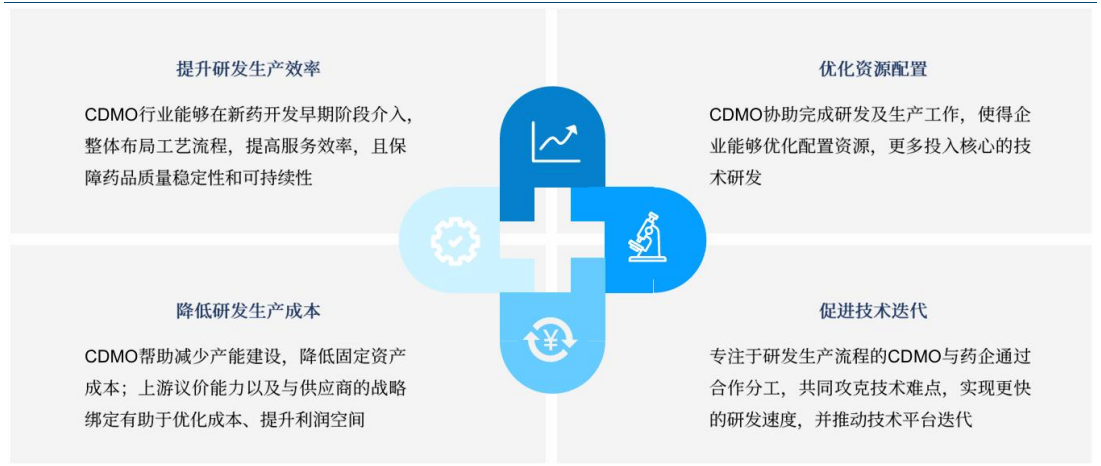 提升研发生产效率
CDMO行业能够在新药开发早期阶段介入，
整体布局工艺流程，提高服务效率，且保
障药品质量稳定性和可持续性
优化资源配置
CDMO协助完成研发及生产工作，使得企
业能够优化配置资源，更多投入核心的技
术研发
¥
降低研发生产成本
CDMO帮助减少产能建设，降低固定资产
成本；上游议价能力以及与供应商的战略
绑定有助于优化成本、提升利润空间
促进技术迭代
专注于研发生产流程的CDMO与药企通过
合作分工，共同攻克技术难点，实现更快
的研发速度，并推动技术平台迭代